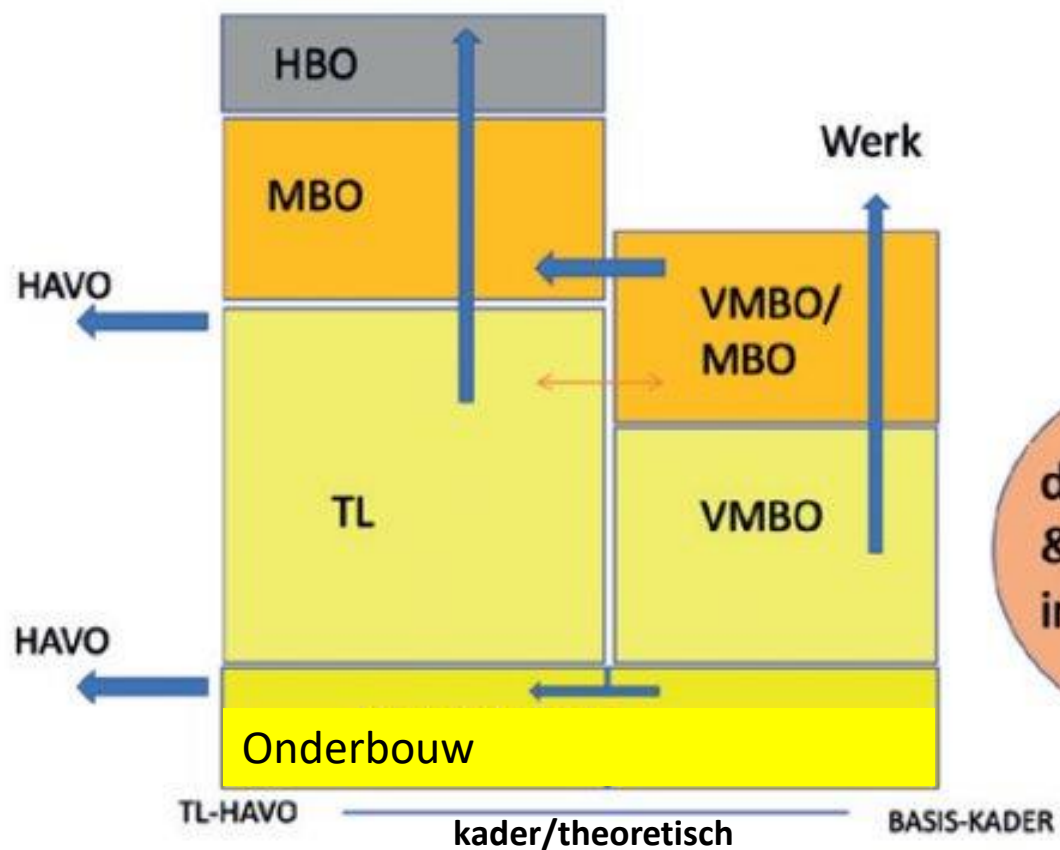 HBO
Werk
MBO
HAVO
VMBO/
MBO
TL
VMBO
&
HAVO
Onderbouw
TL-HAVO
kader/theoretisch
BASIS-KADER